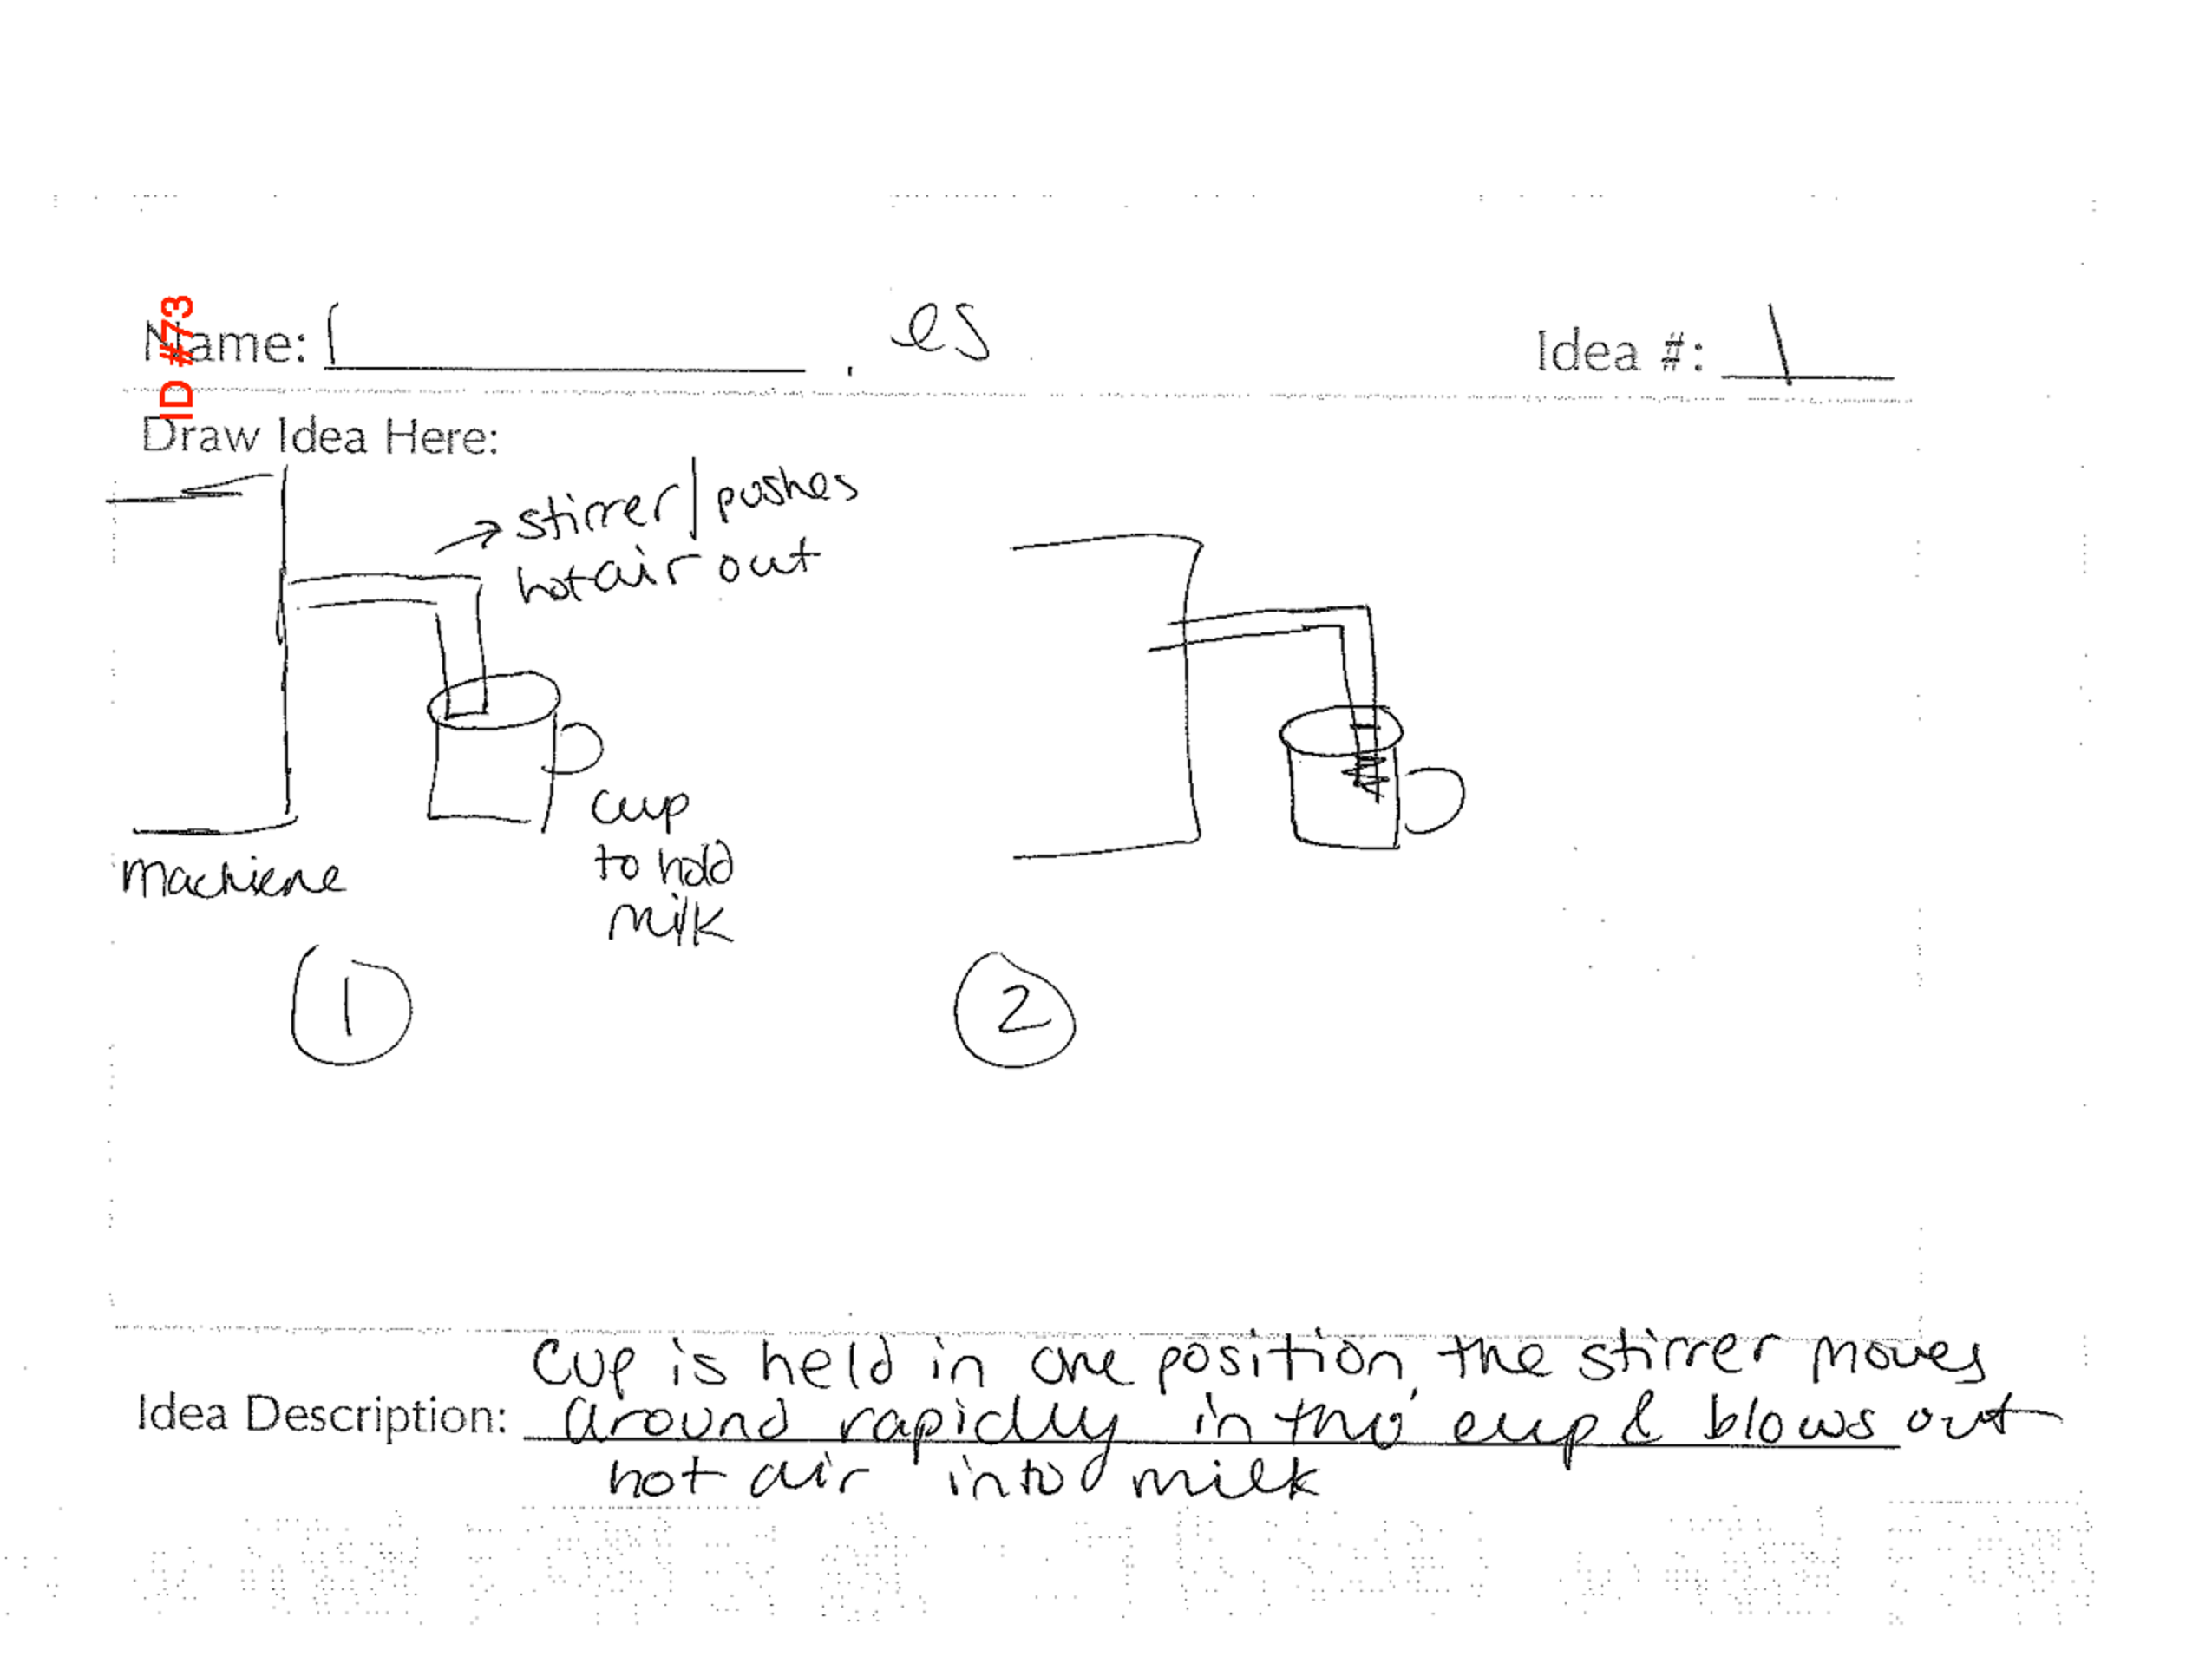 ID #73
Name: es
Idea #: 1
Draw Idea Here:
stirrer/pushes
hot air out
cup
to hold
milk
machiene
1
2
Cup is held in one position, the stirrer moves
Idea Description: around rapidly in the cup & blows out
hot air into milk